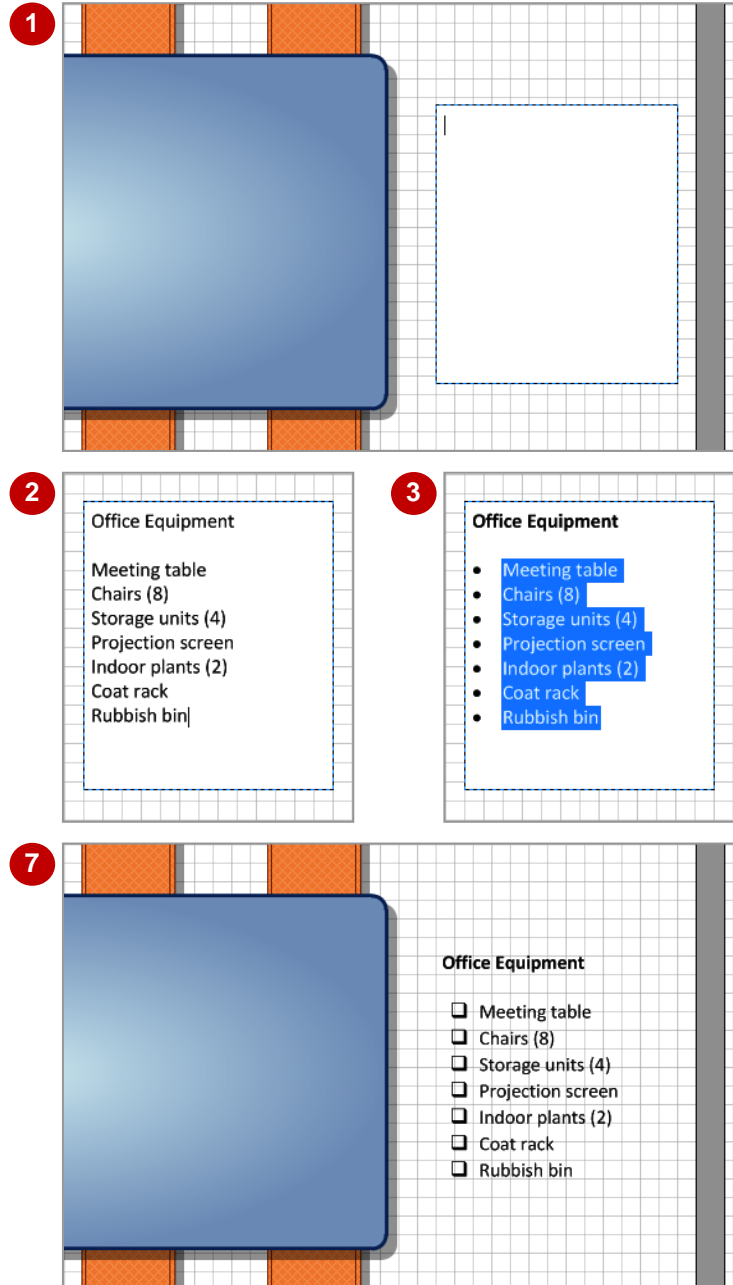 1
2
Office Equipment
Meeting table
Chairs (8)
Storage units (4)
Projection screen
Indoor plants (2)
Coat rack
Rubbish bin
3
Office Equipment
• Meeting table
• Chairs (8)
• Storage units (4)
• Projection screen
• Indoor plants (2)
• Coat rack
• Rubbish bin
7
Office Equipment
❑ Meeting table
❑ Chairs (8)
❑ Storage units (4)
❑ Projection screen
❑ Indoor plants (2)
❑ Coat rack
❑ Rubbish bin